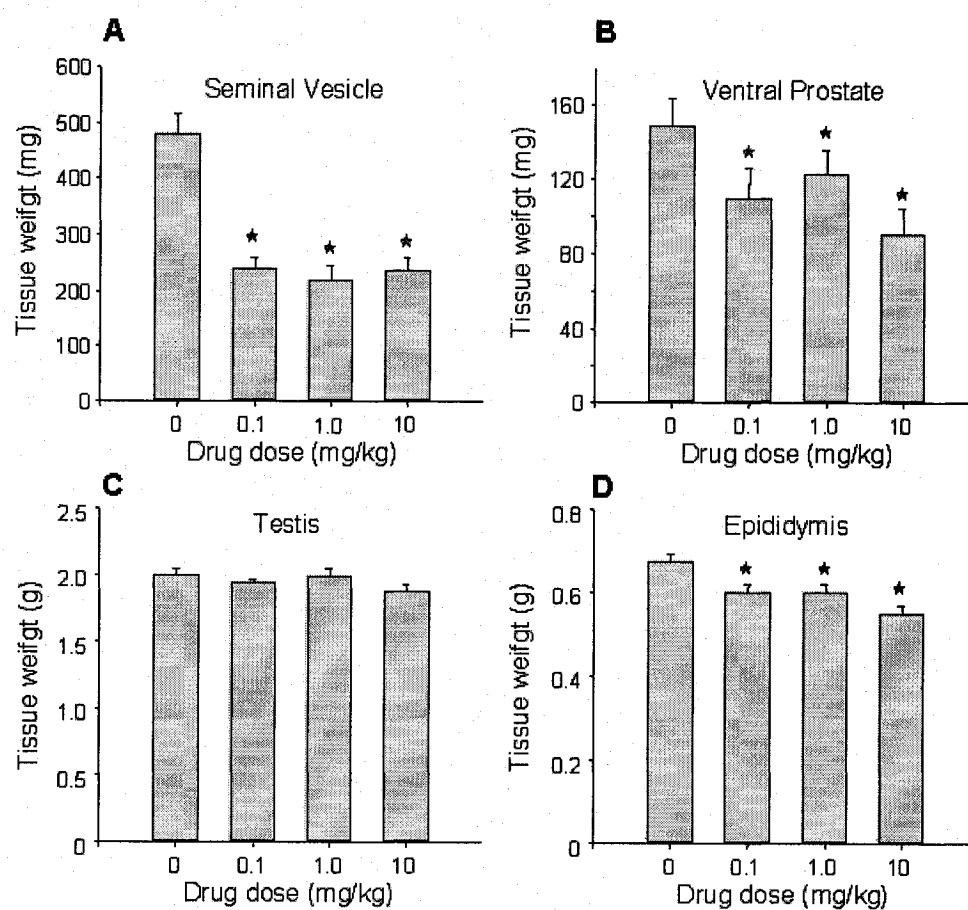 A
Seminal Vesicle
Tissue weifgt (mg)
600
500
400
300
200
100
0
* * *
0 0.1 1.0 10
Drug dose (mg/kg)
B
Ventral Prostate
Tissue weifgt (mg)
160
120
80
40
0
* * *
0 0.1 1.0 10
Drug dose (mg/kg)
C
Testis
Tissue weifgt (g)
2.5
2.0
1.5
1.0
0.5
0
0 0.1 1.0 10
Drug dose (mg/kg)
D
Epididymis
Tissue weifgt (g)
0.8
0.6
0.4
0.2
0
* * *
0 0.1 1.0 10
Drug dose (mg/kg)